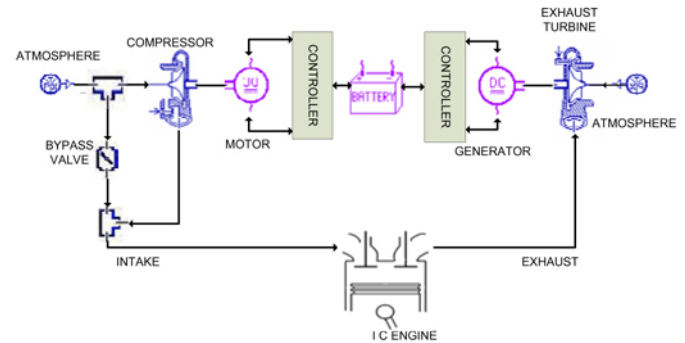 EXHAUST
TURBINE
COMPRESSOR
ATMOSPHERE
CONTROLLER
BATTERY
CONTROLLER
DC
ATMOSPHERE
BYPASS
VALVE
MOTOR
GENERATOR
INTAKE
EXHAUST
I C ENGINE